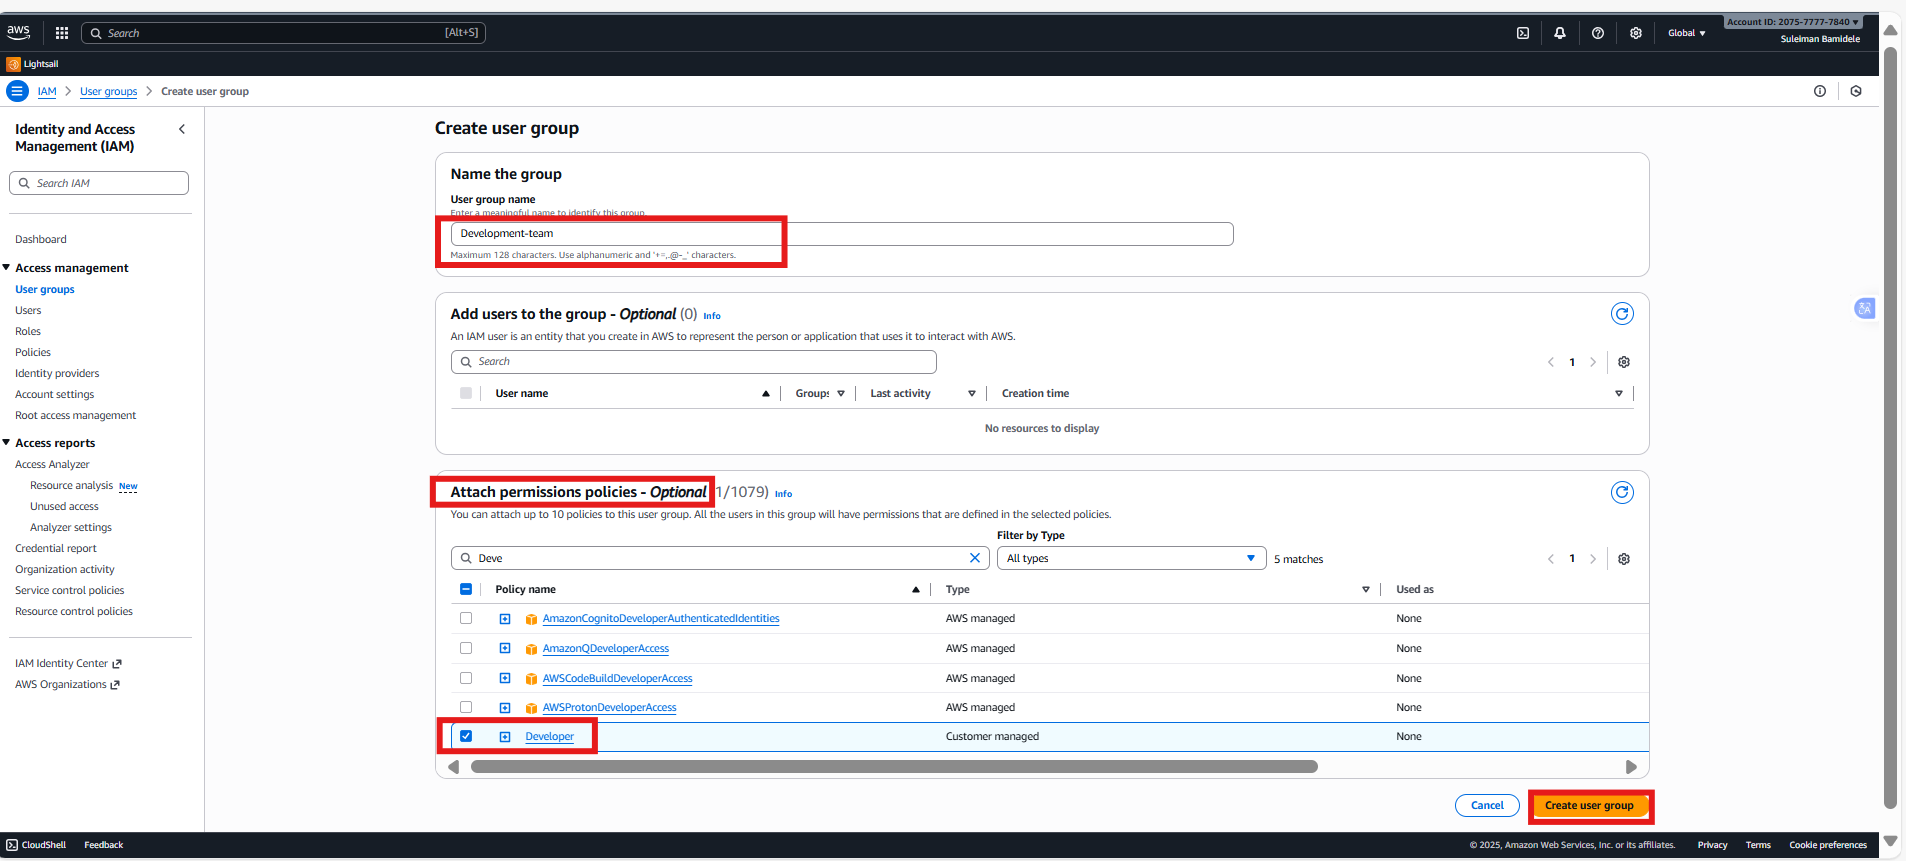 aws
Search
[Alt+S]
Global ▼
Account ID: 2075-7777-7840 ▼
Suleiman Bamidele
Lightsail
IAM > User groups > Create user group
Identity and Access Management (IAM)
Search IAM
Dashboard
Access management
User groups
Users
Roles
Policies
Identity providers
Account settings
Root access management
Access reports
Access Analyzer
Resource analysis New
Unused access
Analyzer settings
Credential report
Organization activity
Service control policies
Resource control policies
IAM Identity Center
AWS Organizations
Create user group
Name the group
User group name
Enter a meaningful name to identify this group.
Development-team
Maximum 128 characters. Use alphanumeric and '+=,.@-_' characters.
Add users to the group - Optional (0) Info
An IAM user is an entity that you create in AWS to represent the person or application that uses it to interact with AWS.
Search
1
User name Groups Last activity Creation time
No resources to display
Attach permissions policies - Optional 1/1079) Info
You can attach up to 10 policies to this user group. All the users in this group will have permissions that are defined in the selected policies.
Filter by Type
Deve
All types
5 matches
1
Policy name Type Used as
AmazonCognitoDeveloperAuthenticatedIdentities AWS managed None
AmazonQDeveloperAccess AWS managed None
AWSCodeBuildDeveloperAccess AWS managed None
AWSProtonDeveloperAccess AWS managed None
Developer Customer managed None
Cancel
Create user group
CloudShell Feedback
© 2025, Amazon Web Services, Inc. or its affiliates. Privacy Terms Cookie preferences